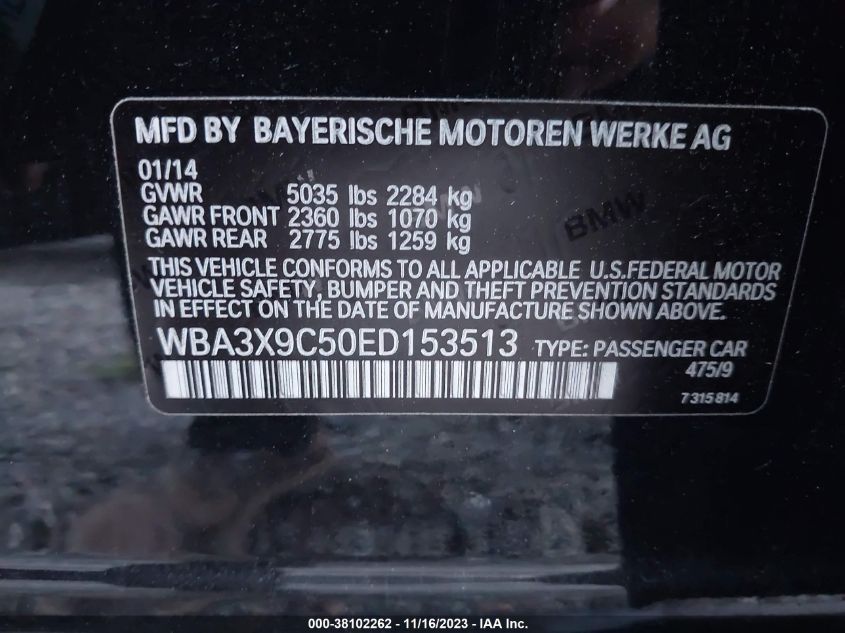 MFD BY BAYERISCHE MOTOREN WERKE AG
01/14
GVWR 5035 lbs 2284 kg
GAWR FRONT 2360 lbs 1070 kg
GAWR REAR 2775 lbs 1259 kg
BMW
THIS VEHICLE CONFORMS TO ALL APPLICABLE U.S.FEDERAL MOTOR
VEHICLE SAFETY, BUMPER AND THEFT PREVENTION STANDARDS
IN EFFECT ON THE DATE OF MANUFACTURE SHOWN ABOVE.
WBA3X9C50ED153513 TYPE: PASSENGER CAR
475/9
7 315 814
000-38102262 - 11/16/2023 - IAA Inc.